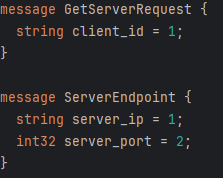 message GetServerRequest {
  string client_id = 1;
}

message ServerEndpoint {
  string server_ip = 1;
  int32 server_port = 2;
}